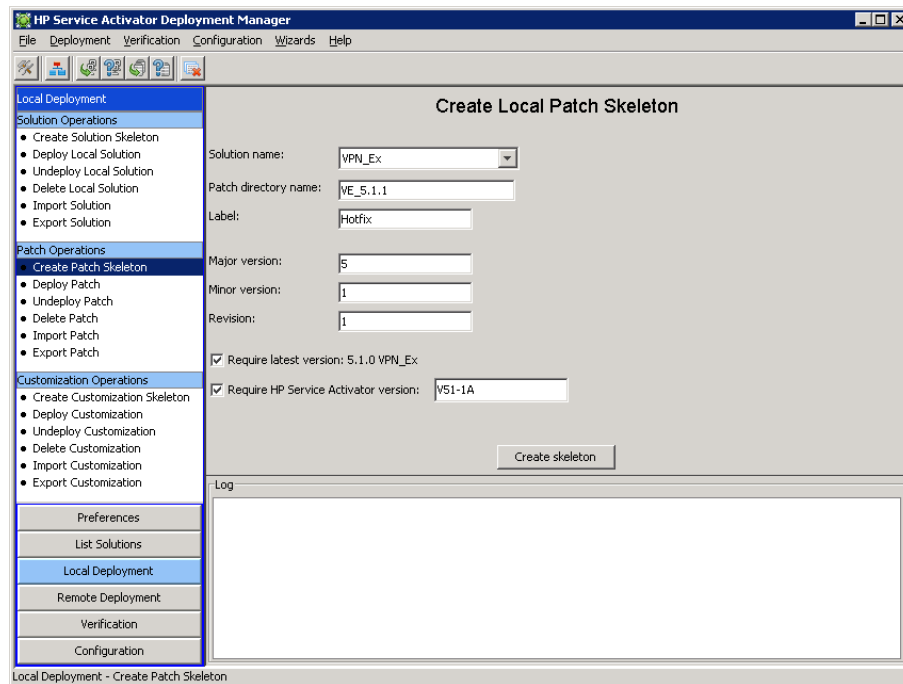 HP Service Activator Deployment Manager
File Deployment Verification Configuration Wizards Help
Local Deployment
Solution Operations
Create Solution Skeleton
Deploy Local Solution
Undeploy Local Solution
Delete Local Solution
Import Solution
Export Solution
Patch Operations
Create Patch Skeleton
Deploy Patch
Undeploy Patch
Delete Patch
Import Patch
Export Patch
Customization Operations
Create Customization Skeleton
Deploy Customization
Undeploy Customization
Delete Customization
Import Customization
Export Customization
Preferences
List Solutions
Local Deployment
Remote Deployment
Verification
Configuration
Create Local Patch Skeleton
Solution name: VPN_Ex
Patch directory name: VE_5.1.1
Label: Hotfix
Major version: 5
Minor version: 1
Revision: 1
Require latest version: 5.1.0 VPN_Ex
Require HP Service Activator version: V51-1A
Create skeleton
Log
Local Deployment - Create Patch Skeleton